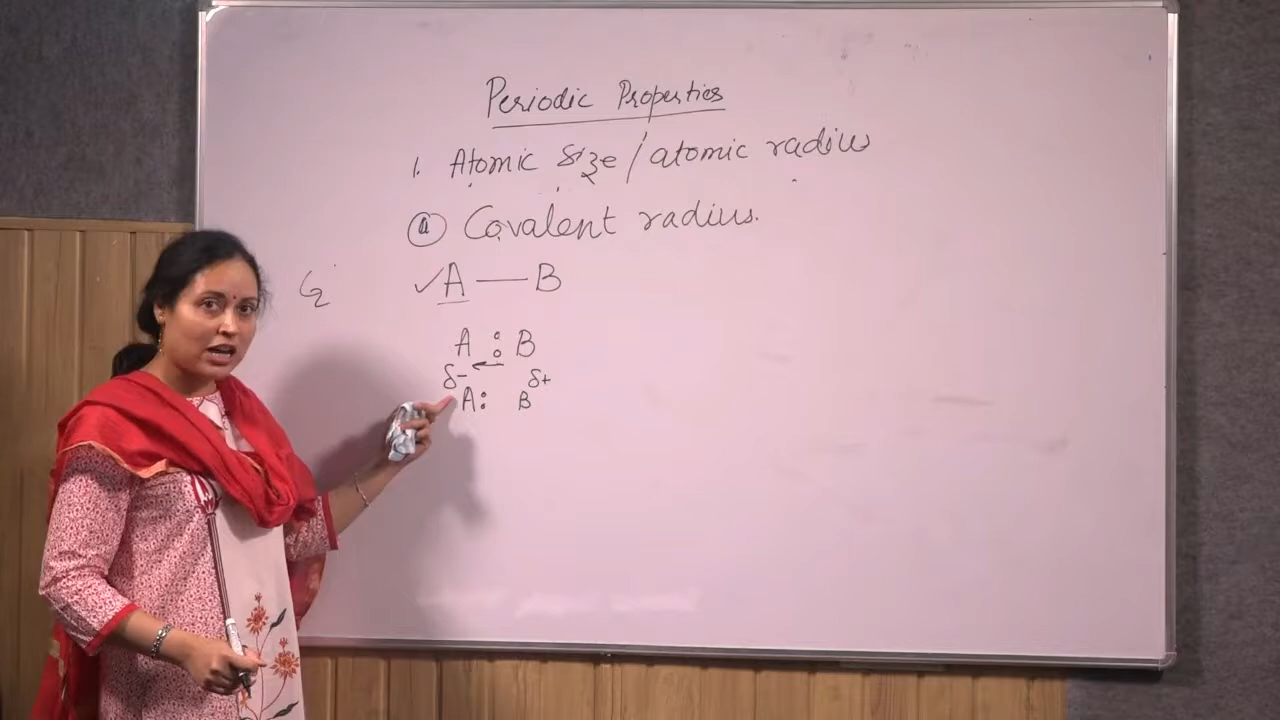 Periodic Properties
1. Atomic size / atomic radius
(a) Covalent radius.
✓A — B
A : B
δ- ← δ+
A: B